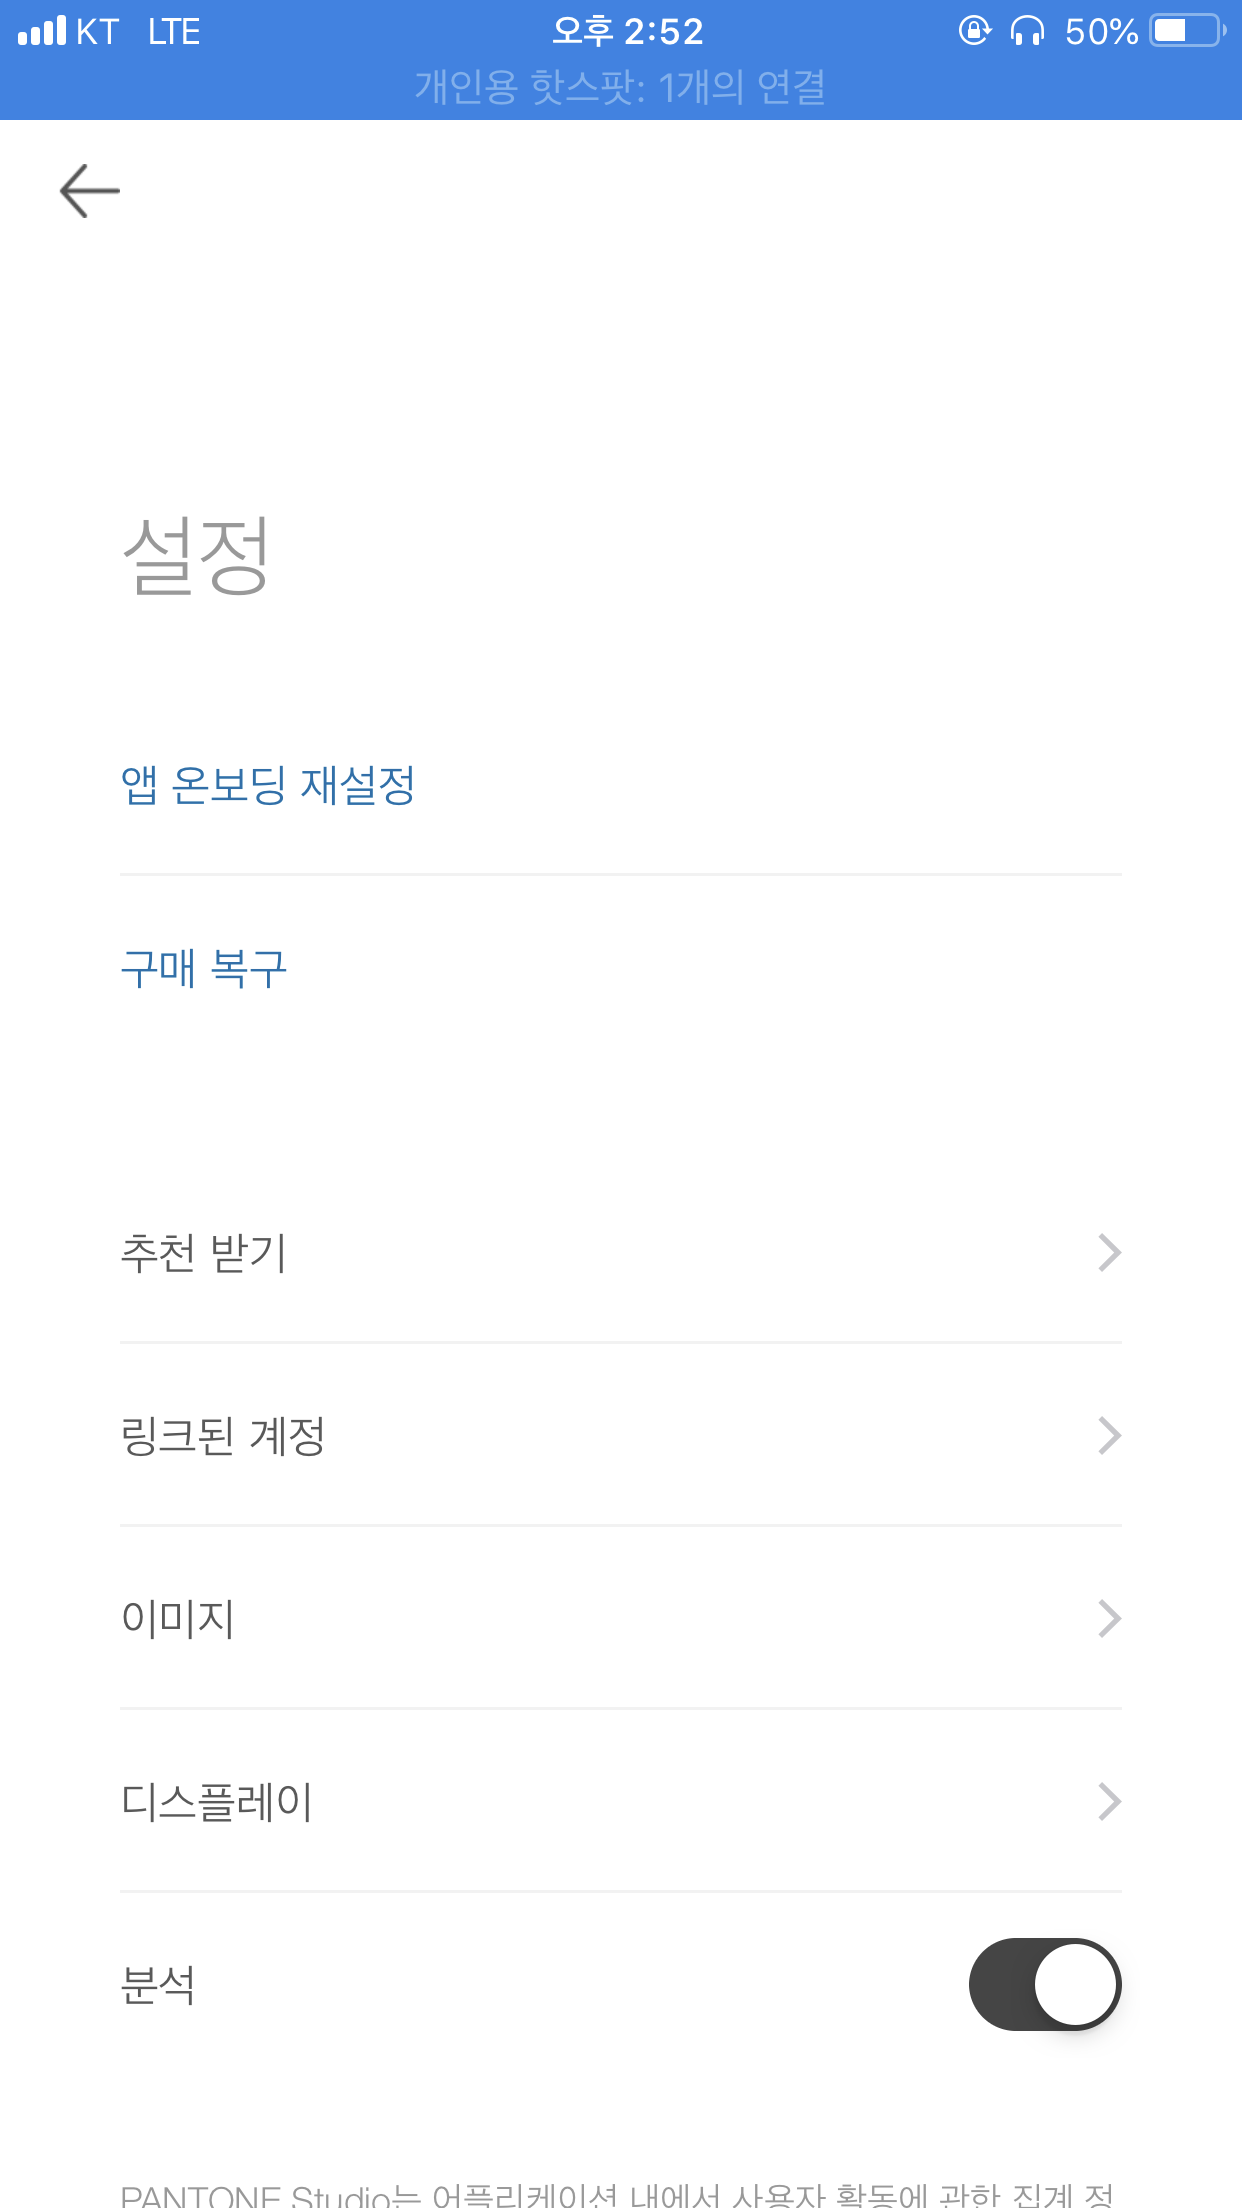 KT LTE 오후 2:52 50%
개인용 핫스팟: 1개의 연결
설정
앱 온보딩 재설정
구매 복구
추천 받기
링크된 계정
이미지
디스플레이
분석
PANTONE Studio는 어플리케이션 내에서 사용자 활동에 관한 집계 정